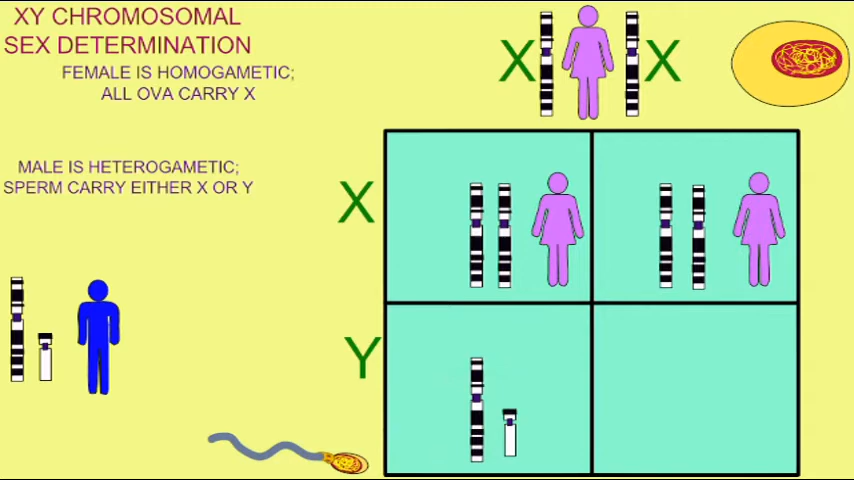 XY CHROMOSOMAL
SEX DETERMINATION
FEMALE IS HOMOGAMETIC;
ALL OVA CARRY X
X X
MALE IS HETEROGAMETIC;
SPERM CARRY EITHER X OR Y
X
Y